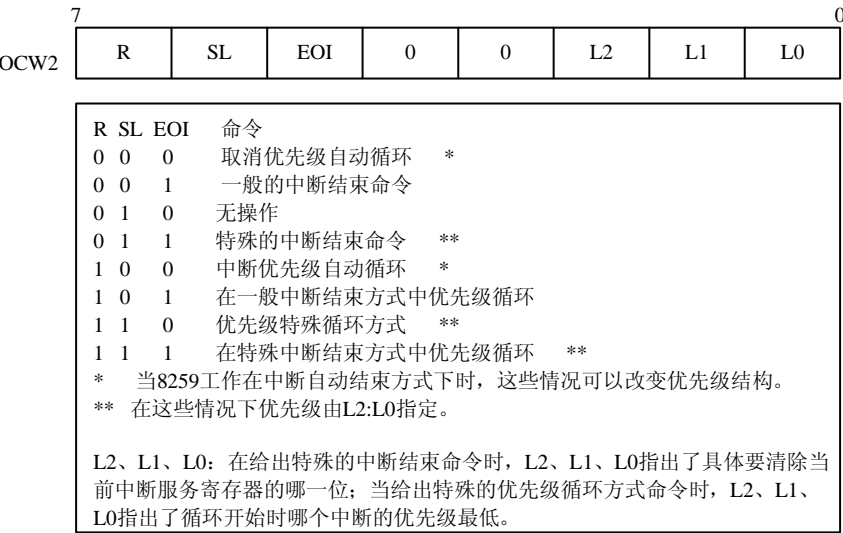 7 0
OCW2 R SL EOI 0 0 L2 L1 L0
R SL EOI 命令
0 0 0 取消优先级自动循环 *
0 0 1 一般的中断结束命令
0 1 0 无操作
0 1 1 特殊的中断结束命令 **
1 0 0 中断优先级自动循环 *
1 0 1 在一般中断结束方式中优先级循环
1 1 0 优先级特殊循环方式 **
1 1 1 在特殊中断结束方式中优先级循环 **
* 当8259工作在中断自动结束方式下时，这些情况可以改变优先级结构。
** 在这些情况下优先级由L2:L0指定。
L2、L1、L0：在给出特殊的中断结束命令时，L2、L1、L0指出了具体要清除当
前中断服务寄存器的哪一位；当给出特殊的优先级循环方式命令时，L2、L1、
L0指出了循环开始时哪个中断的优先级最低。